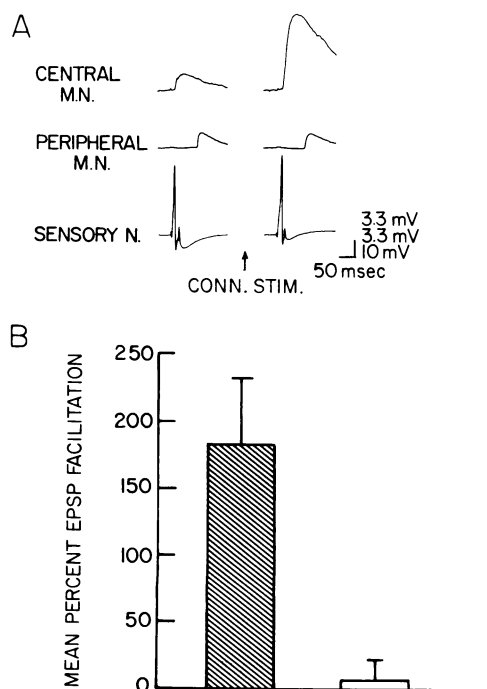 A
CENTRAL
M.N.
PERIPHERAL
M.N.
SENSORY N.
3.3 mV
3.3 mV
10 mV
50 msec
CONN. STIM.
B
MEAN PERCENT EPSP FACILITATION
250
200
150
100
50
0